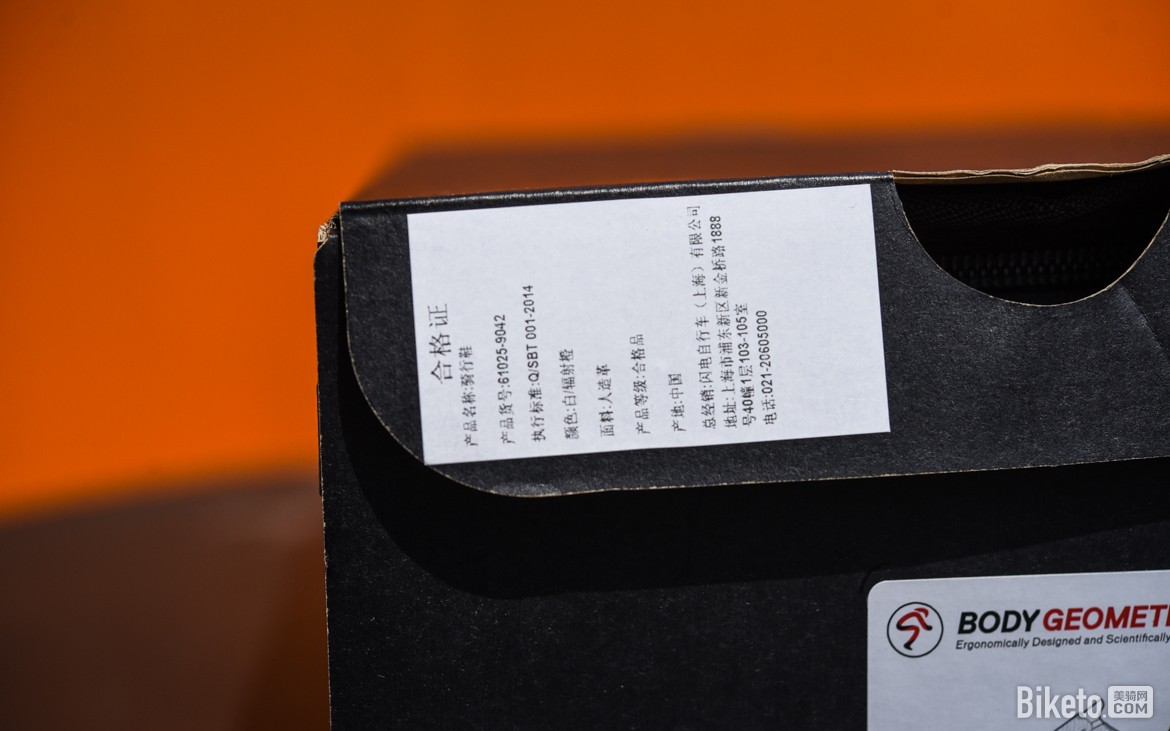 合格证
产品名称:骑行鞋
产品货号:61025-9042
执行标准:Q/SBT 001-2014
颜色:白/辐射橙
面料:人造革
产品等级:合格品
产地:中国
总经销:闪电自行车（上海）有限公司
地址:上海市浦东新区新金桥路1888
号40幢1层103-105室
电话:021-20605000
BODY GEOMET
Ergonomically Designed and Scientifically
Biketo 美骑网
.COM